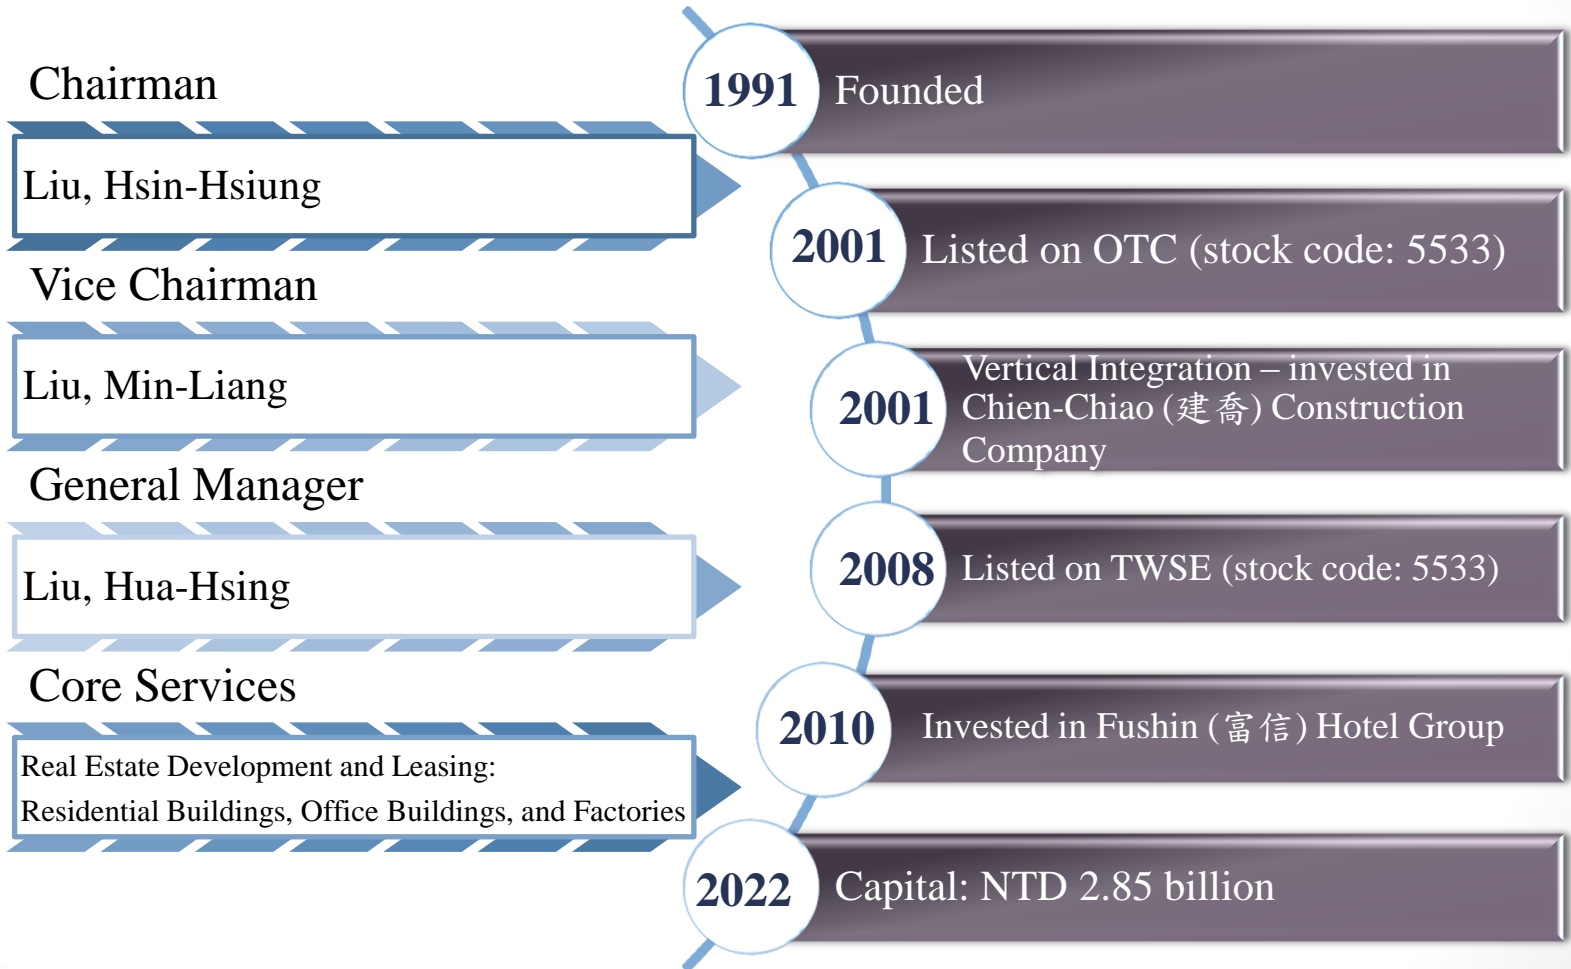 Chairman
Liu, Hsin-Hsiung
Vice Chairman
Liu, Min-Liang
General Manager
Liu, Hua-Hsing
Core Services
Real Estate Development and Leasing:
Residential Buildings, Office Buildings, and Factories
1991
Founded
2001
Listed on OTC (stock code: 5533)
2001
Vertical Integration – invested in
Chien-Chiao (建喬) Construction
Company
2008
Listed on TWSE (stock code: 5533)
2010
Invested in Fushin (富信) Hotel Group
2022
Capital: NTD 2.85 billion